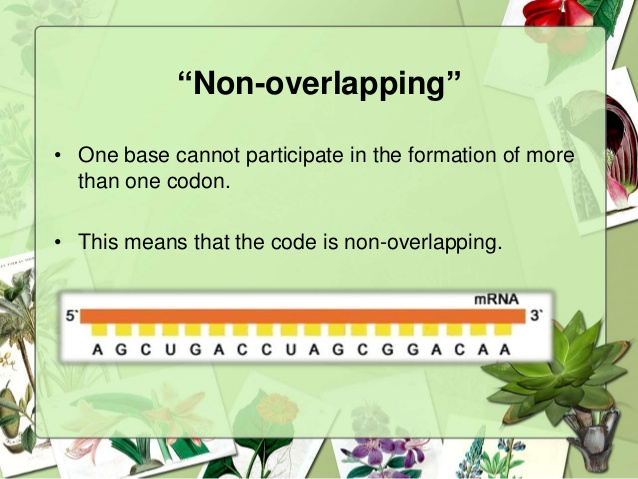 “Non-overlapping”
• One base cannot participate in the formation of more
than one codon.
• This means that the code is non-overlapping.
mRNA
5` 3`
A G C U G A C C U A G C G G A C A A